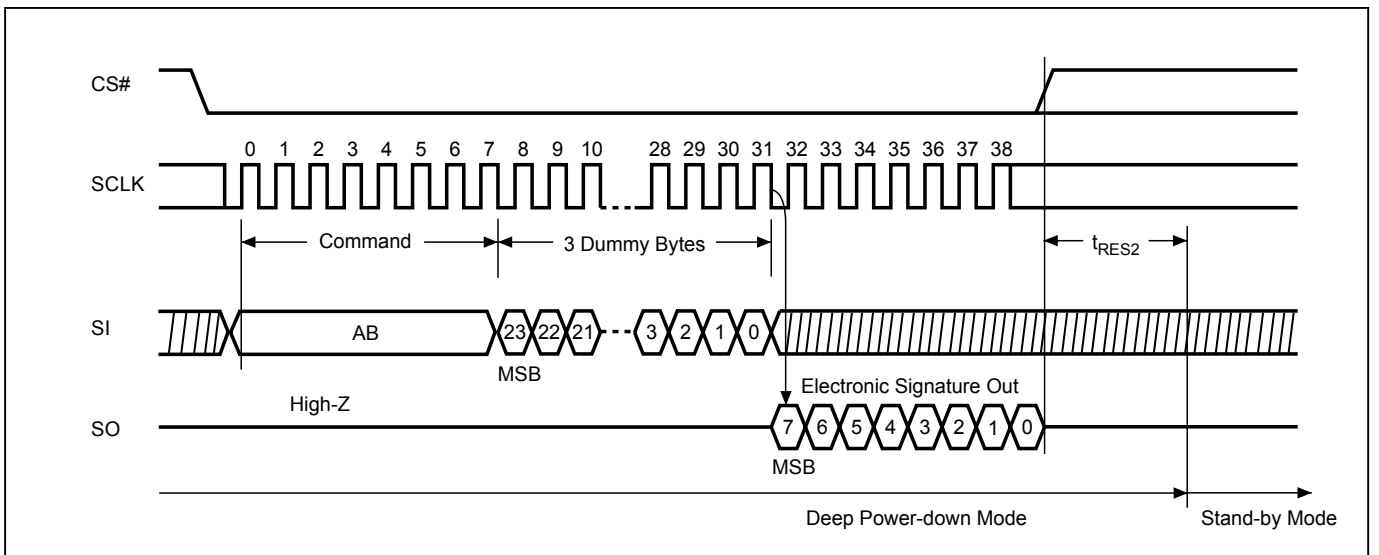 CS#
0 1 2 3 4 5 6 7 8 9 10 28 29 30 31 32 33 34 35 36 37 38
SCLK
Command 3 Dummy Bytes tRES2
SI AB 23 22 21 3 2 1 0
MSB
High-Z Electronic Signature Out
SO 7 6 5 4 3 2 1 0
MSB
Deep Power-down Mode Stand-by Mode